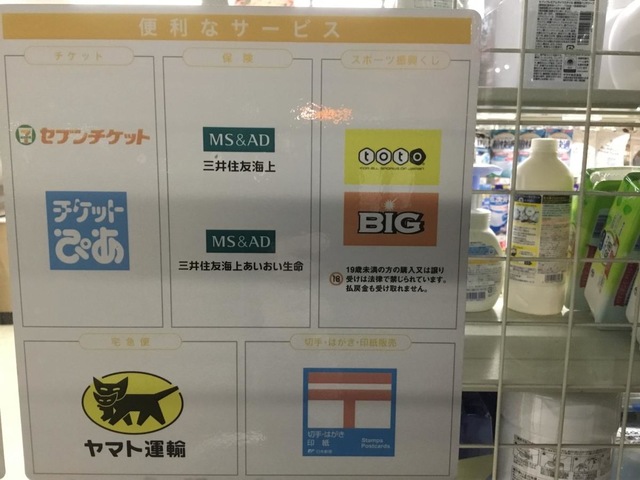 便利なサービス
チケット
セブンチケット
チケット
ぴあ
保険
MS&AD
三井住友海上
MS&AD
三井住友海上あいおい生命
スポーツ振興くじ
toto
BIG
19歳未満の方の購入又は譲り
受けは法律で禁じられています。
払戻金も受け取れません。
宅急便
ヤマト運輸
切手・はがき・印紙販売
切手・はがき
印紙
Stamps
Postcards